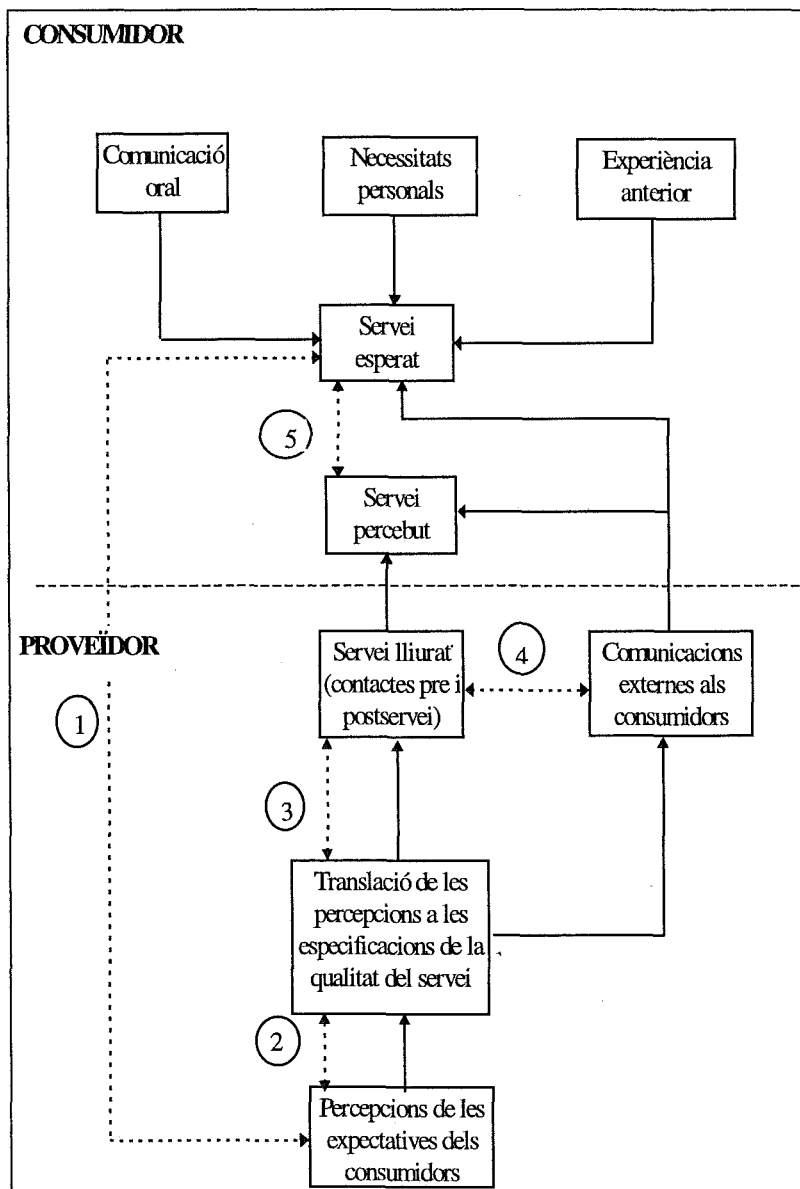 CONSUMIDOR
Comunicació
oral
Necessitats
personals
Experiència
anterior
Servei
esperat
5
Servei
percebut
PROVEÏDOR
Servei lliurat
(contactes pre i
postservei)
4
Comunicacions
externes als
consumidors
1
3
Translació de les
percepcions a les
especificacions de la
qualitat del servei
2
Percepcions de les
expectatives dels
consumidors